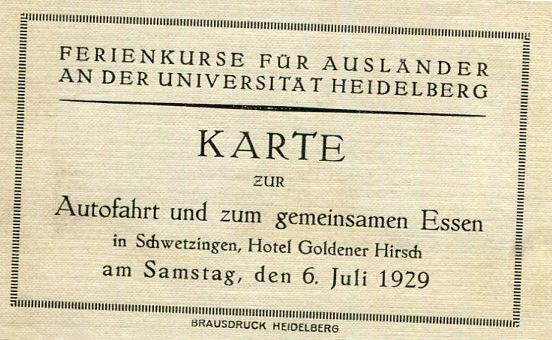 FERIENKURSE FÜR AUSLÄNDER
AN DER UNIVERSITÄT HEIDELBERG
KARTE
ZUR
Autofahrt und zum gemeinsamen Essen
in Schwetzingen, Hotel Goldener Hirsch
am Samstag, den 6. Juli 1929
BRAUSDRUCK HEIDELBERG